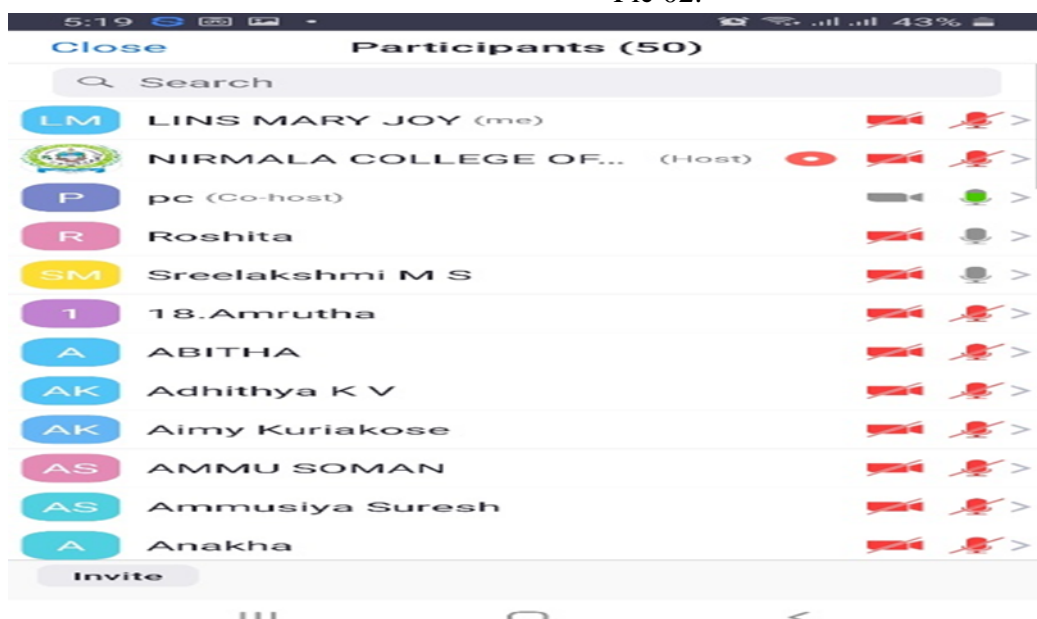 5:19 43%
Close Participants (50)
Search
LM LINS MARY JOY (me)
NIRMALA COLLEGE OF... (Host)
P pc (Co-host)
R Roshita
SM Sreelakshmi M S
1 18.Amrutha
A ABITHA
AK Adhithya K V
AK Aimy Kuriakose
AS AMMU SOMAN
AS Ammusiya Suresh
A Anakha
Invite